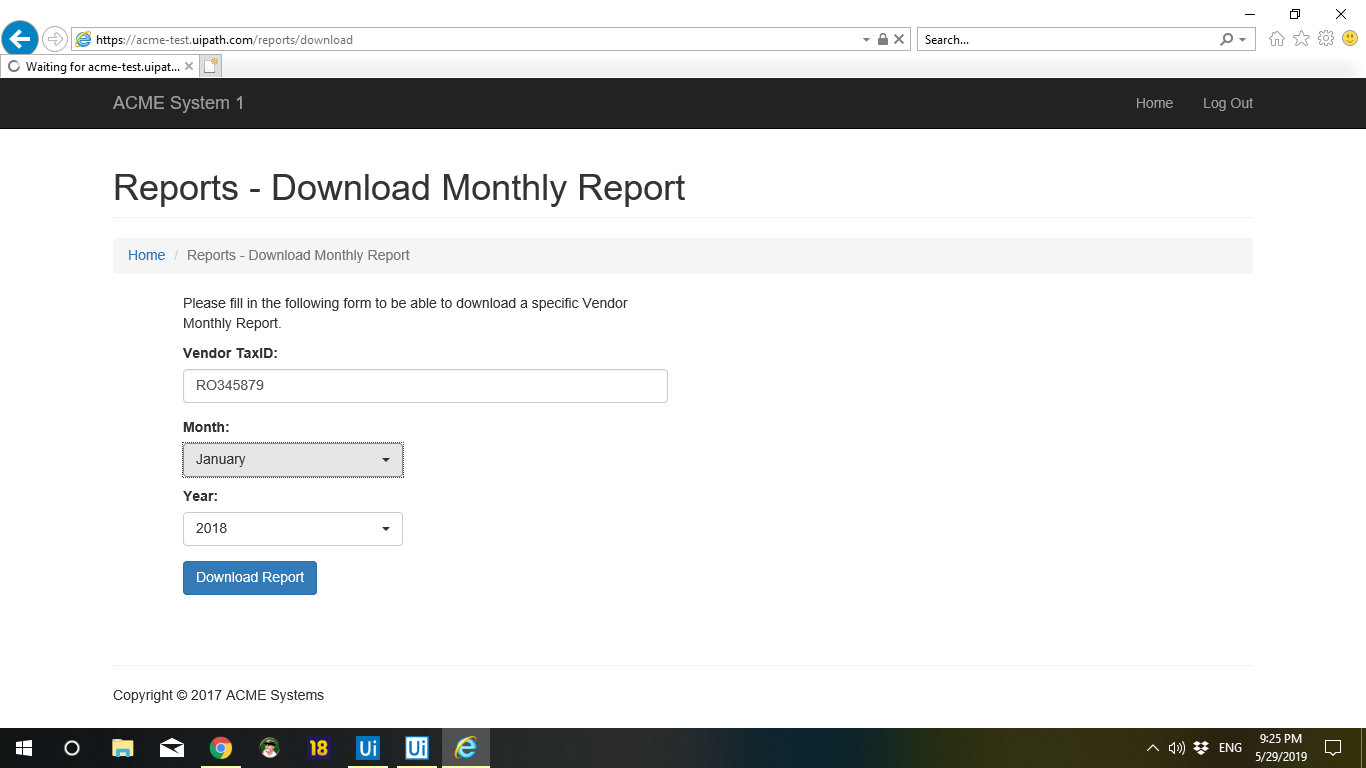 https://acme-test.uipath.com/reports/download
Search...
Waiting for acme-test.uipat...
ACME System 1
Home
Log Out
Reports - Download Monthly Report
Home / Reports - Download Monthly Report
Please fill in the following form to be able to download a specific Vendor
Monthly Report.
Vendor TaxID:
RO345879
Month:
January
Year:
2018
Download Report
Copyright © 2017 ACME Systems
18
Ui
Ui
ENG
9:25 PM
5/29/2019